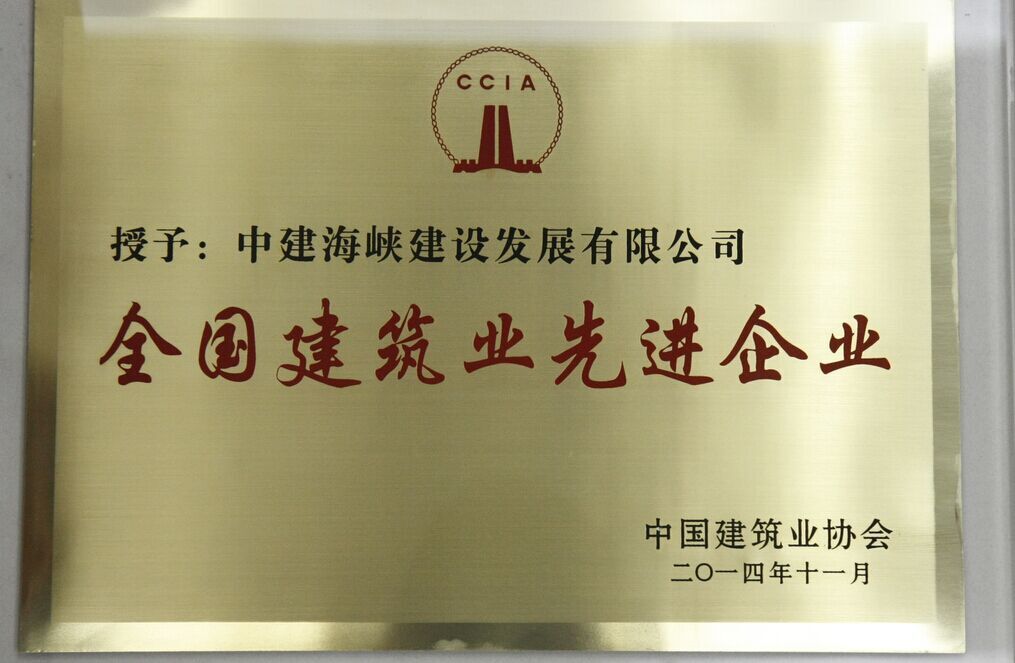 CCIA
授予：中建海峡建设发展有限公司
全国建筑业先进企业
中国建筑业协会
二〇一四年十一月